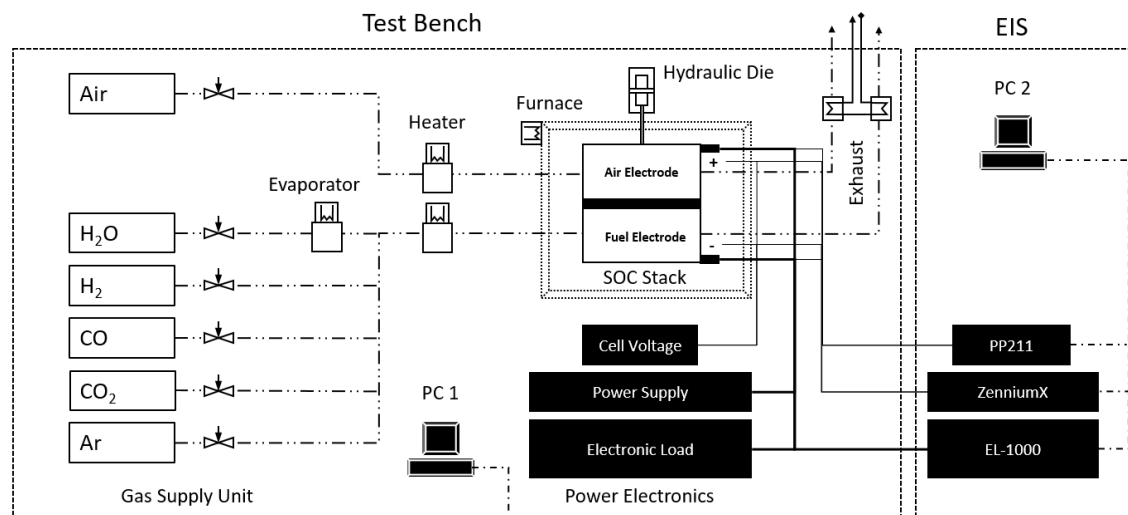 Test Bench
EIS
Air
Hydraulic Die
Furnace
PC 2
Heater
+
Air Electrode
Exhaust
Evaporator
H₂O
Fuel Electrode
-
SOC Stack
H₂
CO
Cell Voltage
PP211
CO₂
PC 1
Power Supply
ZenniumX
Ar
Electronic Load
EL-1000
Gas Supply Unit
Power Electronics